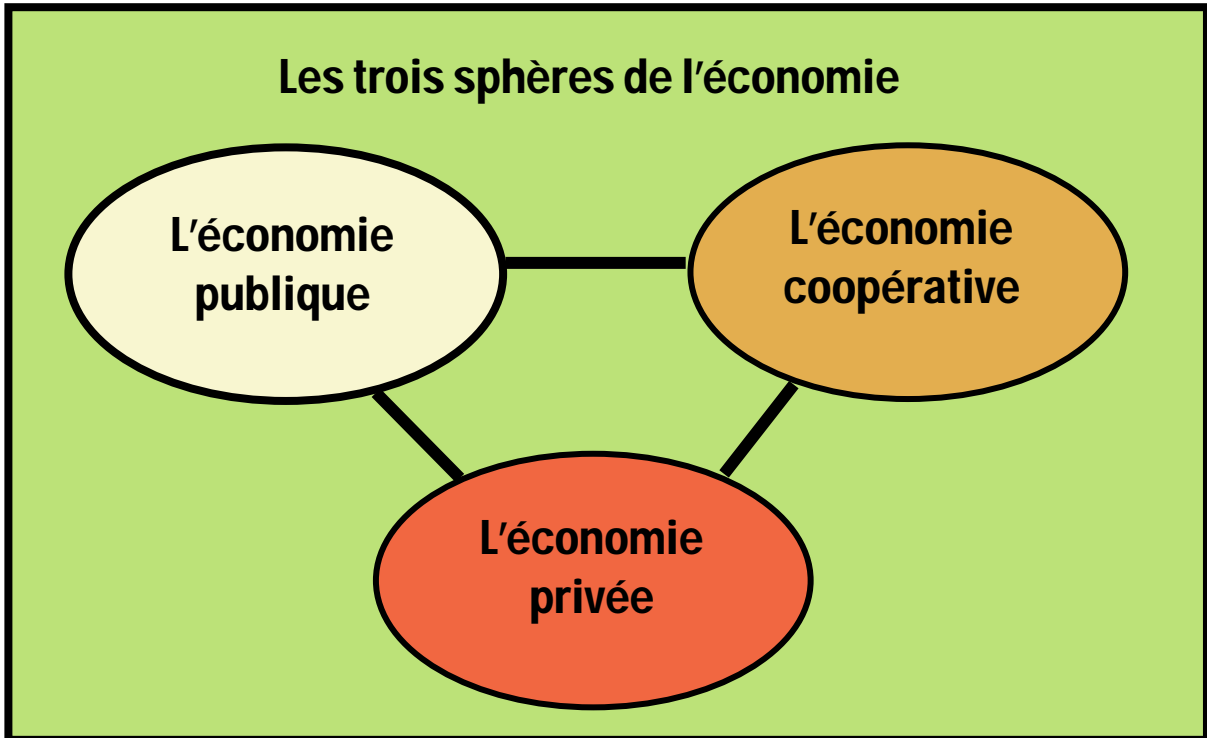 Les trois sphères de l'économie
L'économie
publique
L'économie
coopérative
L'économie
privée